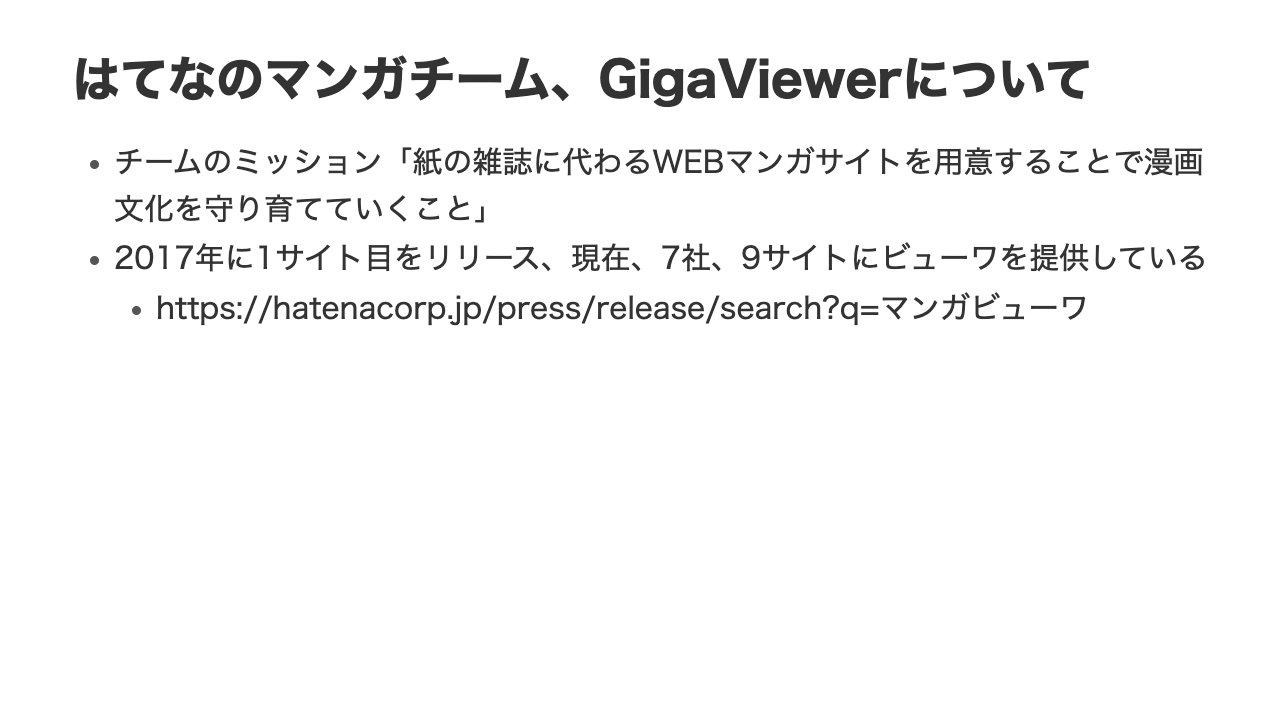 はてなのマンガチーム、GigaViewerについて
• チームのミッション「紙の雑誌に代わるWEBマンガサイトを用意することで漫画
文化を守り育てていくこと」
• 2017年に1サイト目をリリース、現在、7社、9サイトにビューワを提供している
• https://hatenacorp.jp/press/release/search?q=マンガビューワ